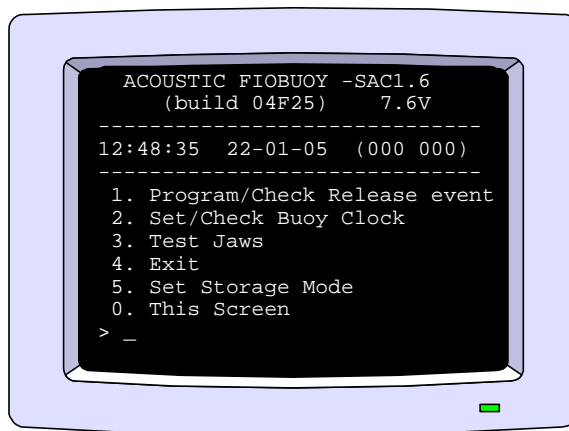 ACOUSTIC FIOBUOY -SAC1.6
(build 04F25) 7.6V
------------------------------
12:48:35 22-01-05 (000 000)
------------------------------
1. Program/Check Release event
2. Set/Check Buoy Clock
3. Test Jaws
4. Exit
5. Set Storage Mode
0. This Screen
> _